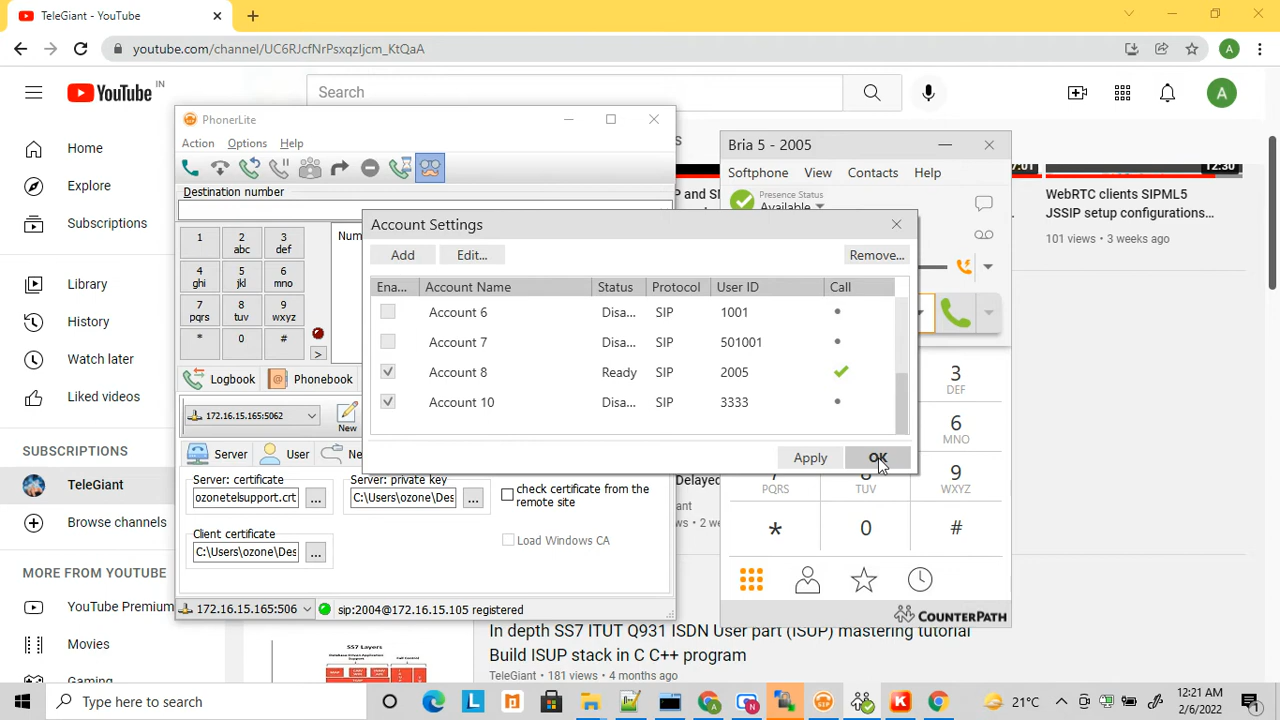 TeleGiant - YouTube
youtube.com/channel/UC6RJcfNrPsxqzIjcm_KtQaA
A
YouTube IN
Search
A
Home
Explore
Subscriptions
Library
History
Watch later
Liked videos
SUBSCRIPTIONS
TeleGiant
Browse channels
MORE FROM YOUTUBE
YouTube Premium
Movies
Gaming
PhonerLite
Action Options Help
Destination number
1 2 abc 3 def
4 ghi 5 jkl 6 mno
7 pqrs 8 tuv 9 wxyz
* 0 #
>
Num
Logbook Phonebook
172.16.15.165:5062
New
Server User Ne
Server: certificate
ozonetelsupport.crt ...
Server: private key
C:\Users\ozone\Des ...
check certificate from the
remote site
Client certificate
C:\Users\ozone\Des ...
Load Windows CA
172.16.15.165:506 sip:2004@172.16.15.105 registered
Account Settings
Add Edit... Remove...
Ena... Account Name Status Protocol User ID Call
Account 6 Disa... SIP 1001
Account 7 Disa... SIP 501001
Account 8 Ready SIP 2005
Account 10 Disa... SIP 3333
Apply OK
Bria 5 - 2005
Softphone View Contacts Help
Presence Status
Available
3 DEF
6 MNO
PQRS TUV 9 WXYZ
* 0 #
COUNTERPATH
12:30
and SIP
WebRTC clients SIPML5
JSSIP setup configurations...
101 views • 3 weeks ago
Delayed
SS7 Layers
In depth SS7 ITUT Q931 ISDN User part (ISUP) mastering tutorial
Build ISUP stack in C C++ program
TeleGiant • 181 views • 4 months ago
Type here to search
21°C
12:21 AM
2/6/2022